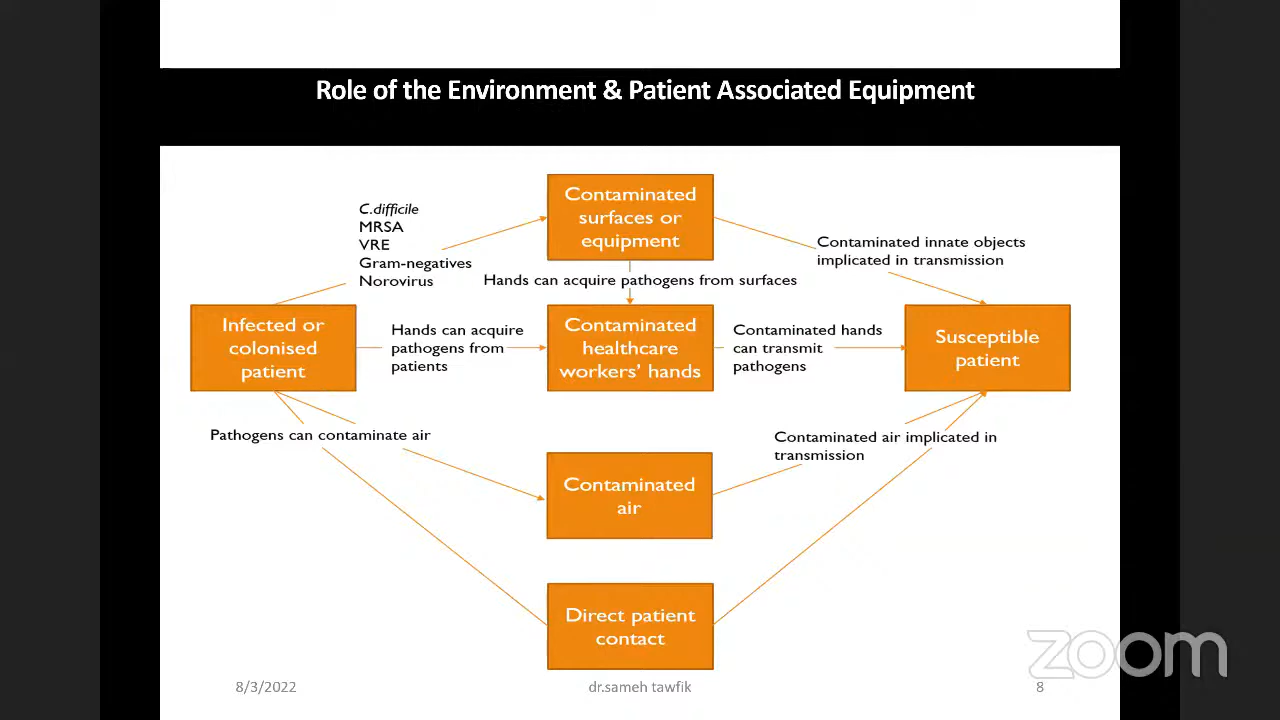 Role of the Environment & Patient Associated Equipment
Contaminated
surfaces or
equipment
C.difficile
MRSA
VRE
Gram-negatives
Norovirus
Contaminated innate objects
implicated in transmission
Hands can acquire pathogens from surfaces
Infected or
colonised
patient
Hands can acquire
pathogens from
patients
Contaminated
healthcare
workers' hands
Contaminated hands
can transmit
pathogens
Susceptible
patient
Pathogens can contaminate air
Contaminated air implicated in
transmission
Contaminated
air
Direct patient
contact
zoom
8/3/2022
dr.sameh tawfik
8